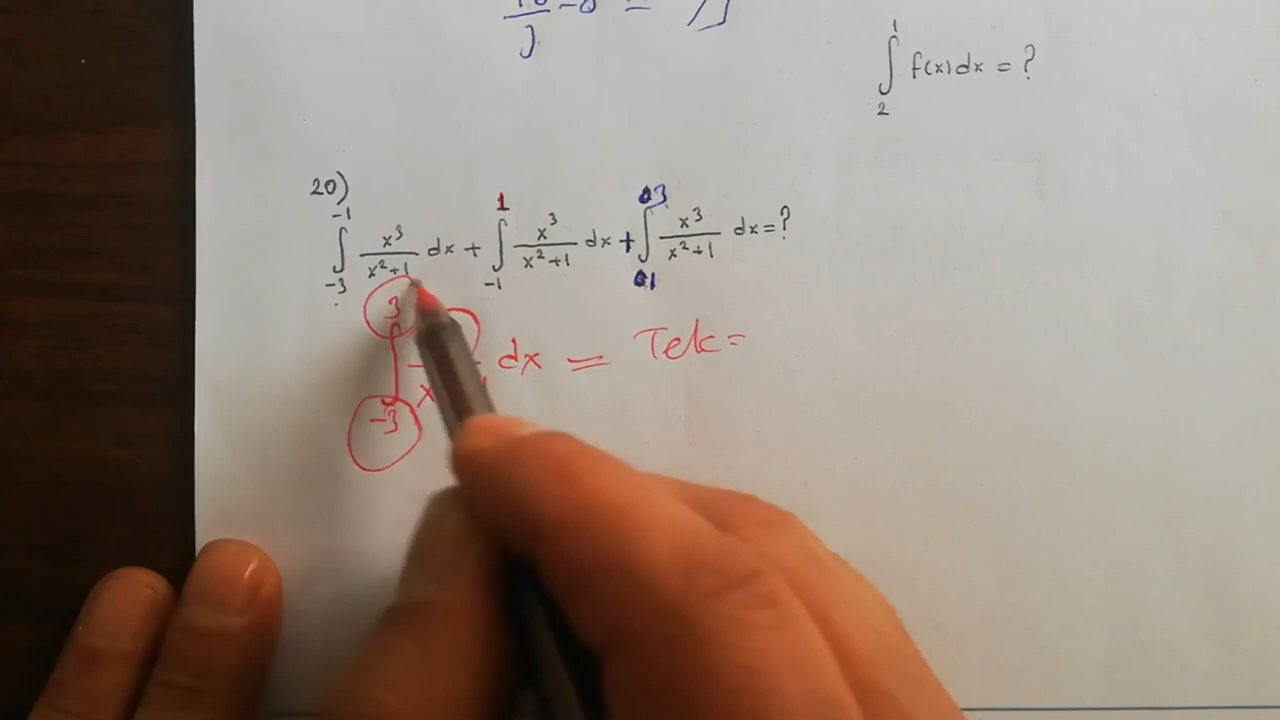 ∫₂¹ f(x)dx = ?
20)
∫₋₃⁻¹ x³/(x²+1) dx + ∫₋₁¹ x³/(x²+1) dx + ∫₁³ x³/(x²+1) dx = ?
∫₋₃³ dx = Tek =